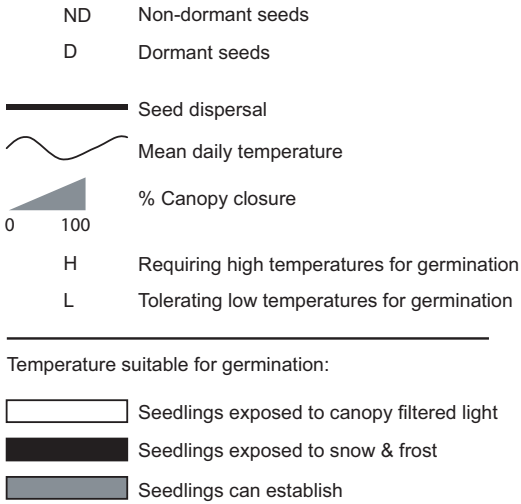 ND Non-dormant seeds
D Dormant seeds
Seed dispersal
Mean daily temperature
% Canopy closure
0 100
H Requiring high temperatures for germination
L Tolerating low temperatures for germination
Temperature suitable for germination:
Seedlings exposed to canopy filtered light
Seedlings exposed to snow & frost
Seedlings can establish